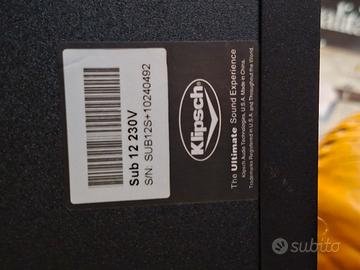 Sub 12 230V
S/N. SUB12S+10240492
Klipsch®
The Ultimate Sound Experience
Klipsch Audio Technologies, U.S.A. Made in China.
Trademarks Registered in U.S.A. and Throughout the World.
subito